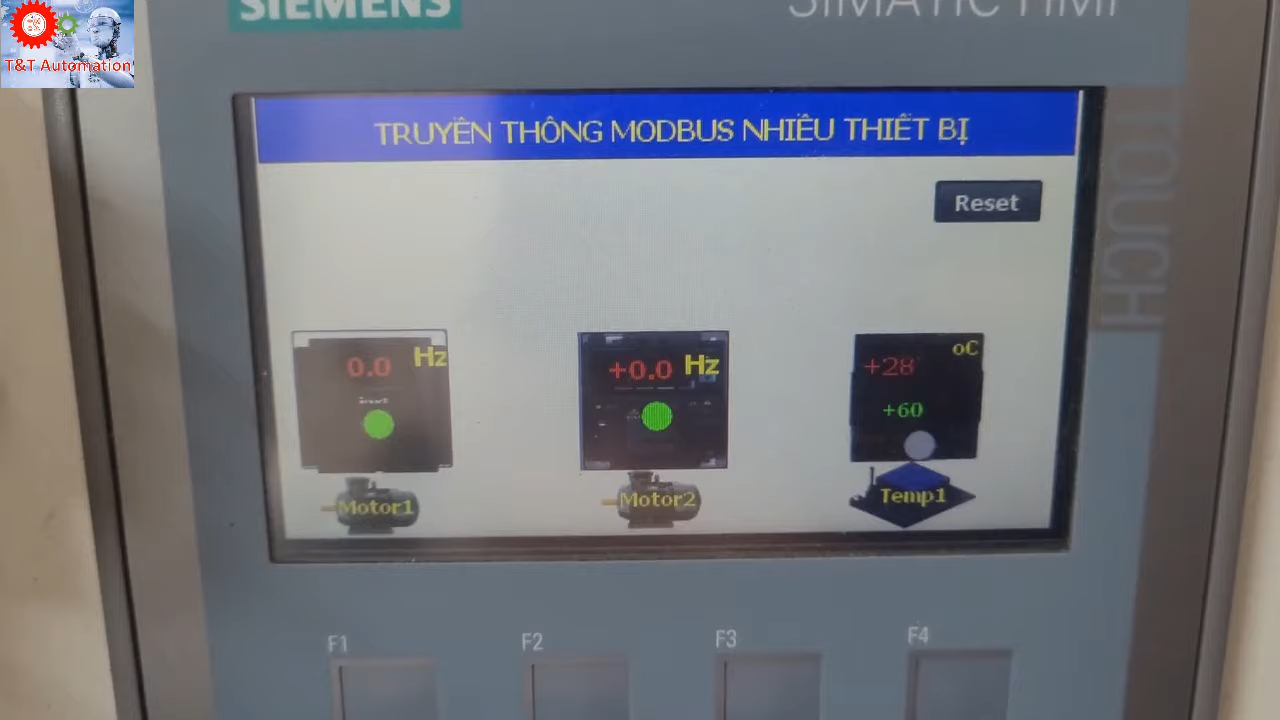 SIEMENS
SIMATIC HMI
T&T Automation
TOUCH
TRUYỀN THÔNG MODBUS NHIỀU THIẾT BỊ
Reset
0.0 Hz
+0.0 Hz
+28 oC
+60
Motor1
Motor2
Temp1
F1
F2
F3
F4